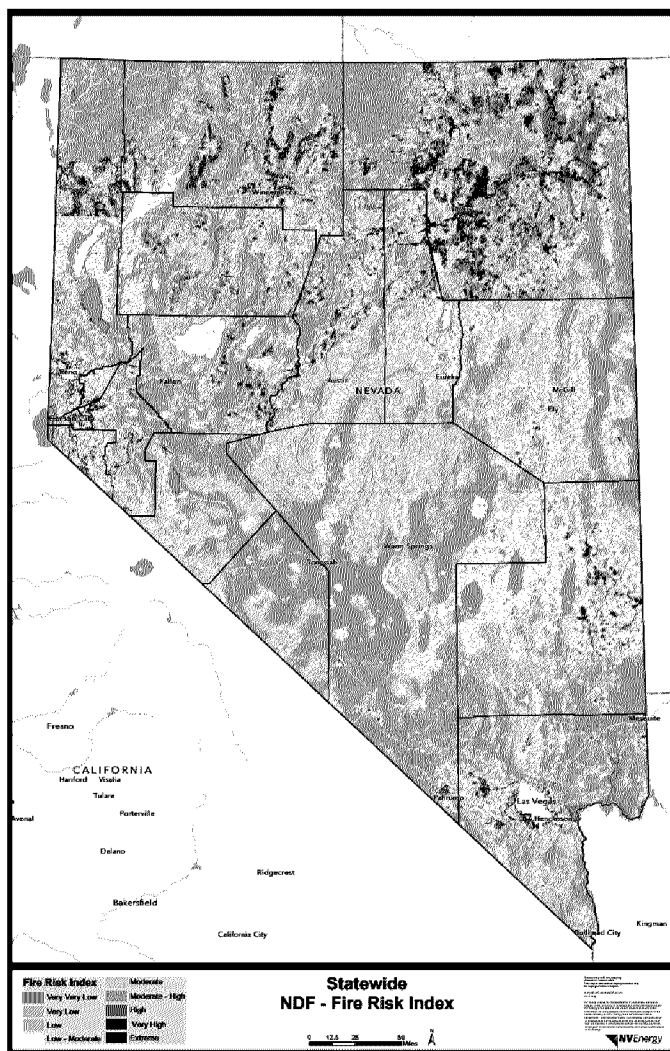 Fallon
Austin
NEVADA
Eureka
McGill
Ely
Warm Springs
Fresno
CALIFORNIA
Hanford Visalia
Tulare
Avenal
Porterville
Delano
Ridgecrest
Bakersfield
California City
Mesquite
Pahrump
Las Vegas
Henderson
Bullhead City
Kingman
Fire Risk Index
Very Very Low
Very Low
Low
Low - Moderate
Moderate
Moderate - High
High
Very High
Extreme
Statewide
NDF - Fire Risk Index
0 12.5 25 50
Miles
NVEnergy